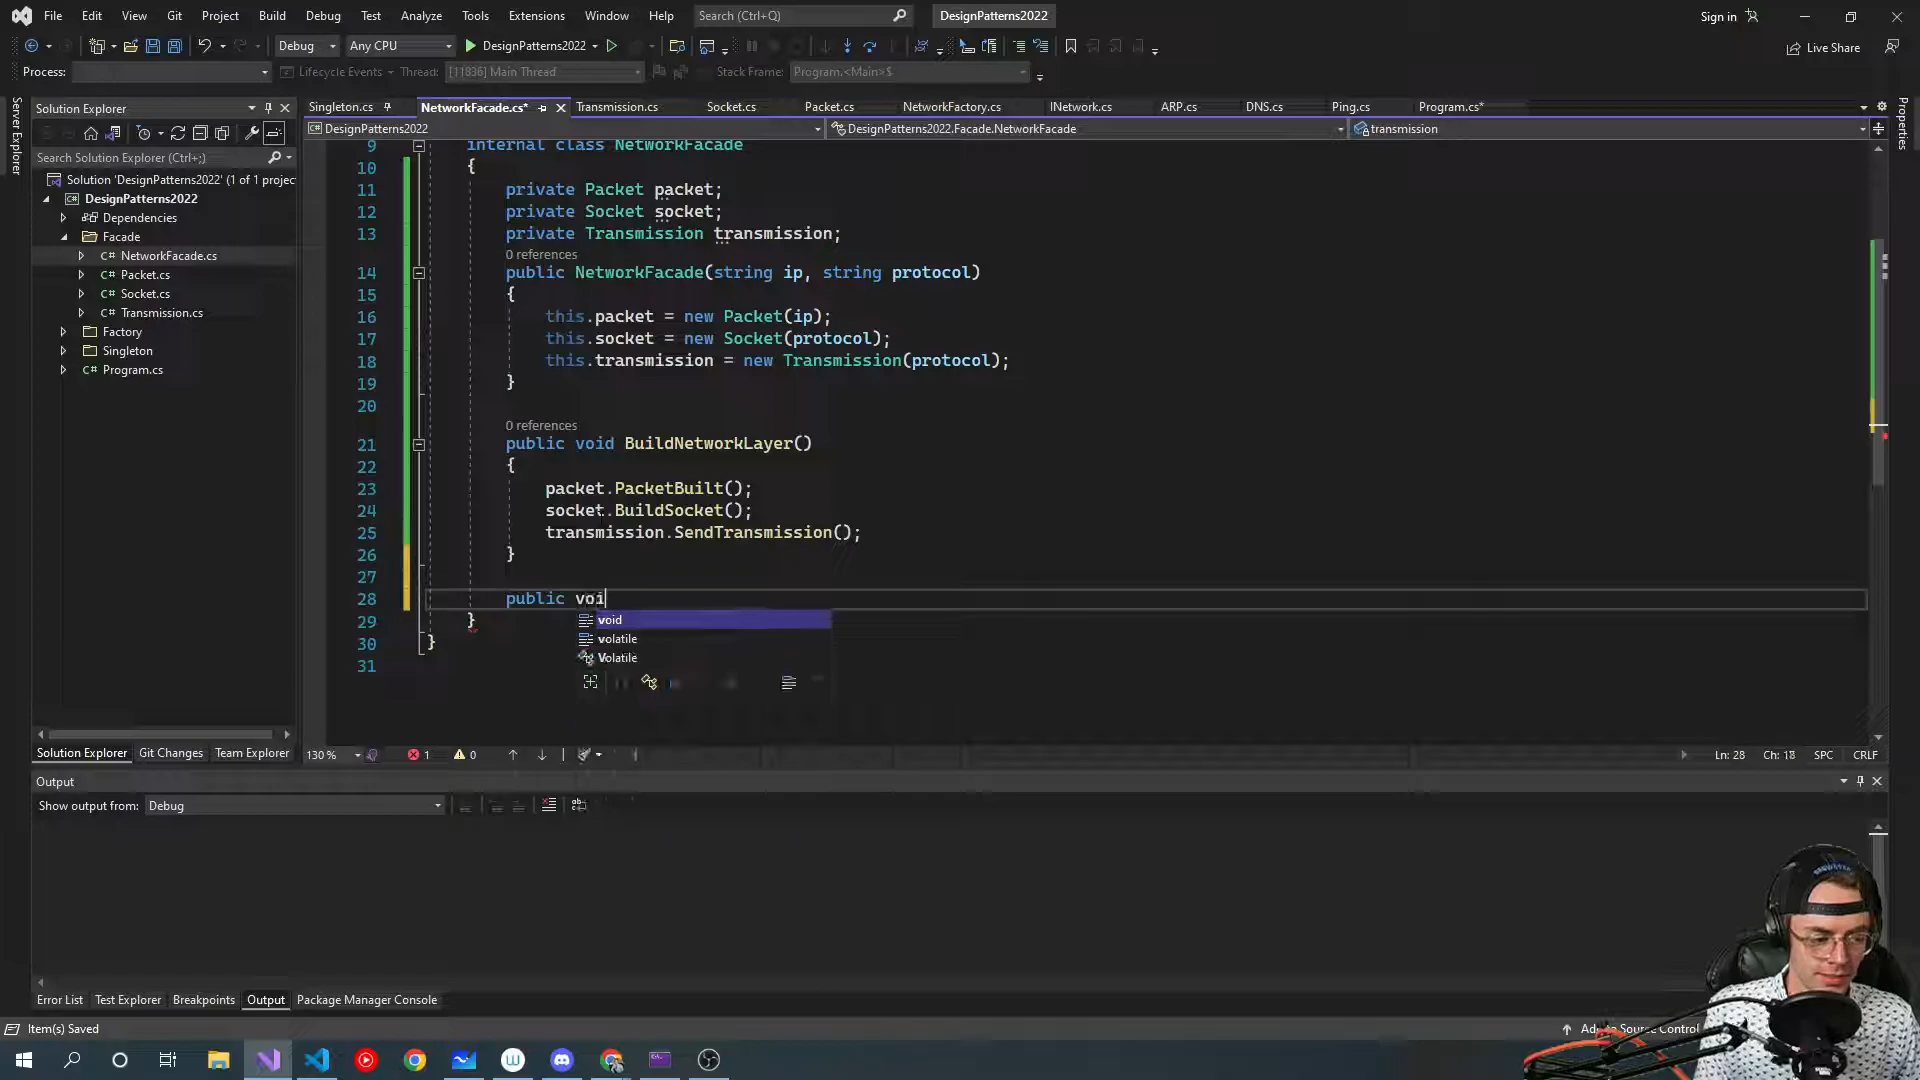 File Edit View Git Project Build Debug Test Analyze Tools Extensions Window Help Search (Ctrl+Q) DesignPatterns2022 Sign in
Debug Any CPU DesignPatterns2022 Live Share
Process: Lifecycle Events Thread: [11836] Main Thread Stack Frame: Program.<Main>$
Server Explorer
Solution Explorer
Search Solution Explorer (Ctrl+;)
Solution 'DesignPatterns2022' (1 of 1 projec
DesignPatterns2022
Dependencies
Facade
C# NetworkFacade.cs
C# Packet.cs
C# Socket.cs
C# Transmission.cs
Factory
Singleton
C# Program.cs
Solution Explorer Git Changes Team Explorer
Singleton.cs NetworkFacade.cs* Transmission.cs Socket.cs Packet.cs NetworkFactory.cs INetwork.cs ARP.cs DNS.cs Ping.cs Program.cs*
DesignPatterns2022 DesignPatterns2022.Facade.NetworkFacade transmission
Properties
9 internal class NetworkFacade
10 {
11 private Packet packet;
12 private Socket socket;
13 private Transmission transmission;
0 references
14 public NetworkFacade(string ip, string protocol)
15 {
16 this.packet = new Packet(ip);
17 this.socket = new Socket(protocol);
18 this.transmission = new Transmission(protocol);
19 }
20
0 references
21 public void BuildNetworkLayer()
22 {
23 packet.PacketBuilt();
24 socket.BuildSocket();
25 transmission.SendTransmission();
26 }
27
28 public voi
29 }
30 }
31
void
volatile
Volatile
130 % 1 0 Ln: 28 Ch: 18 SPC CRLF
Output
Show output from: Debug
Error List Test Explorer Breakpoints Output Package Manager Console
Item(s) Saved
Source Control